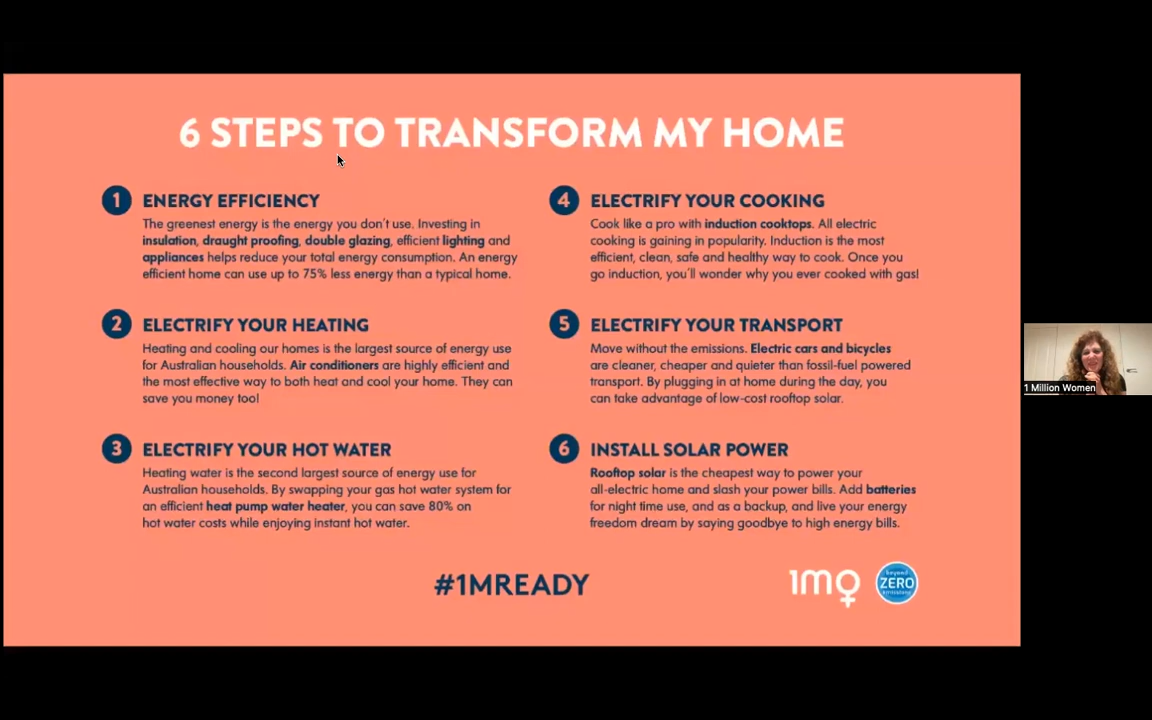 6 STEPS TO TRANSFORM MY HOME
1 ENERGY EFFICIENCY
The greenest energy is the energy you don't use. Investing in
insulation, draught proofing, double glazing, efficient lighting and
appliances helps reduce your total energy consumption. An energy
efficient home can use up to 75% less energy than a typical home.
2 ELECTRIFY YOUR HEATING
Heating and cooling our homes is the largest source of energy use
for Australian households. Air conditioners are highly efficient and
the most effective way to both heat and cool your home. They can
save you money too!
3 ELECTRIFY YOUR HOT WATER
Heating water is the second largest source of energy use for
Australian households. By swapping your gas hot water system for
an efficient heat pump water heater, you can save 80% on
hot water costs while enjoying instant hot water.
4 ELECTRIFY YOUR COOKING
Cook like a pro with induction cooktops. All electric
cooking is gaining in popularity. Induction is the most
efficient, clean, safe and healthy way to cook. Once you
go induction, you'll wonder why you ever cooked with gas!
5 ELECTRIFY YOUR TRANSPORT
Move without the emissions. Electric cars and bicycles
are cleaner, cheaper and quieter than fossil-fuel powered
transport. By plugging in at home during the day, you
can take advantage of low-cost rooftop solar.
6 INSTALL SOLAR POWER
Rooftop solar is the cheapest way to power your
all-electric home and slash your power bills. Add batteries
for night time use, and as a backup, and live your energy
freedom dream by saying goodbye to high energy bills.
#1MREADY
1m
beyond
ZERO
emissions
1 Million Women